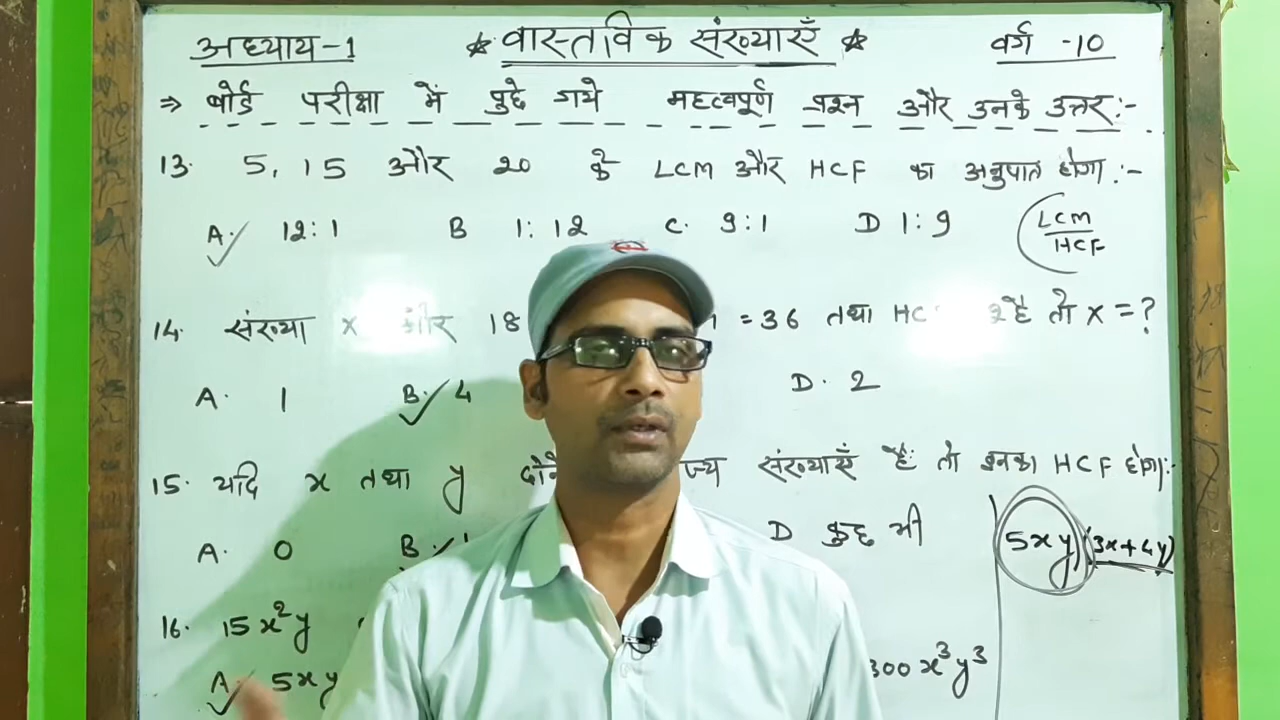 अध्याय-1 ☆ वास्तविक संख्याएँ ☆ वर्ग -10
⇒ बोर्ड परीक्षा में पुछे गये महत्वपूर्ण प्रश्न और उनके उत्तर:-
13. 5, 15 और 20 के LCM और HCF का अनुपात होगा:-
A. ✓ 12:1 B 1:12 C. 9:1 D 1:9 LCM/HCF
14. संख्या x और 18 = 36 तथा HC है तो x = ?
A. 1 B. ✓ 4 D. 2
15. यदि x तथा y संख्याएँ है तो इनका HCF होगा:-
A. 0 B. ✓ D कुछ भी 5xy(3x+4y)
16. 15x²y
A. ✓ 5xy 300x³y³